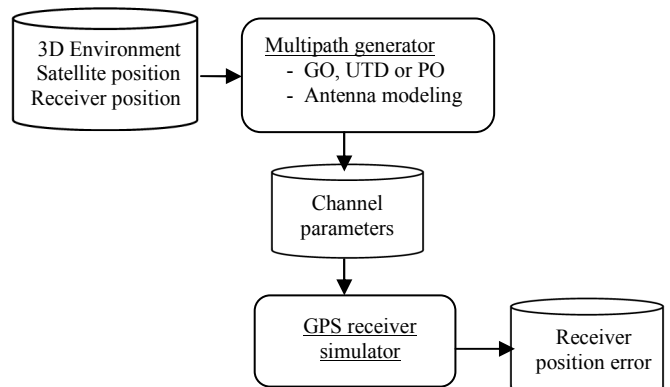 3D Environment
Satellite position
Receiver position
Multipath generator
- GO, UTD or PO
- Antenna modeling
Channel
parameters
GPS receiver
simulator
Receiver
position error